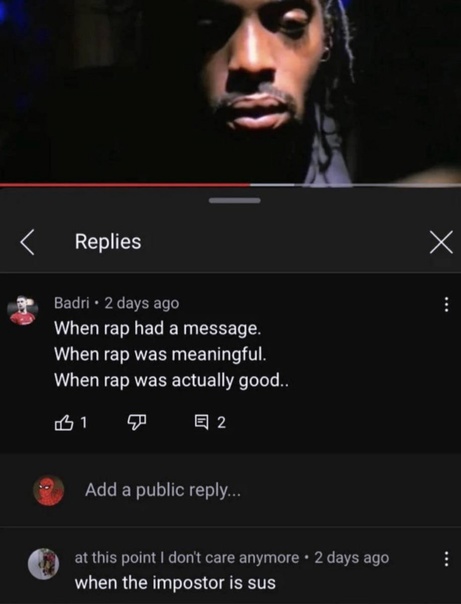 Replies
Badri • 2 days ago
When rap had a message.
When rap was meaningful.
When rap was actually good..
1 2
Add a public reply...
at this point I don't care anymore • 2 days ago
when the impostor is sus